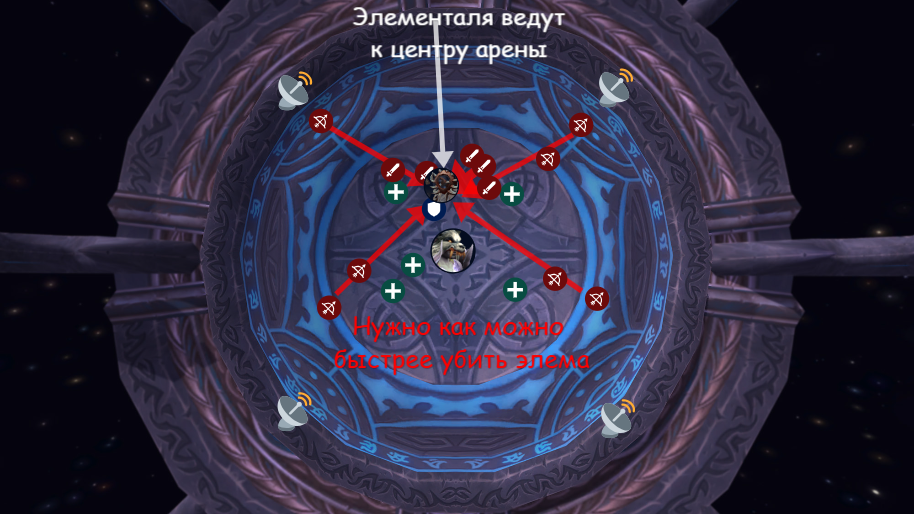 Элементаля ведут
к центру арены
Нужно как можно
быстрее убить элема